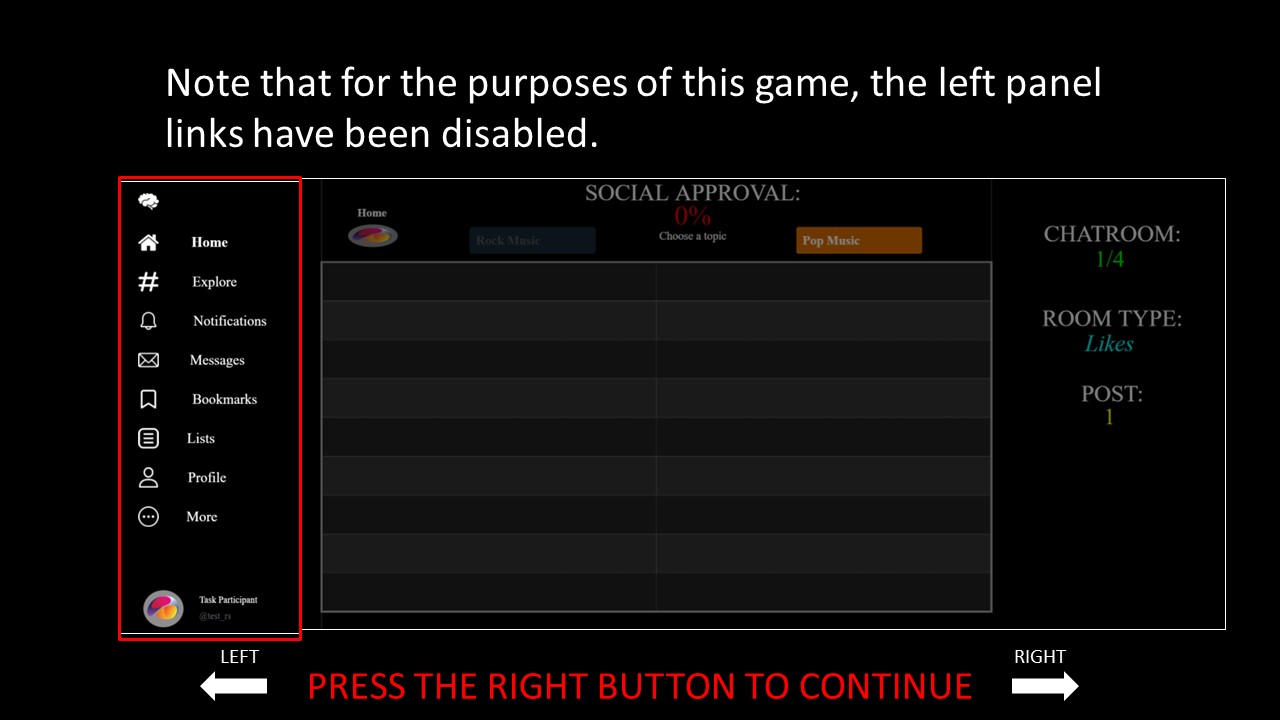 Note that for the purposes of this game, the left panel
links have been disabled.
Home
Explore
Notifications
Messages
Bookmarks
Lists
Profile
More
Task Participant
@test_rs
SOCIAL APPROVAL:
0%
Home
Choose a topic
Rock Music
Pop Music
CHATROOM:
1/4
ROOM TYPE:
Likes
POST:
1
LEFT
RIGHT
PRESS THE RIGHT BUTTON TO CONTINUE